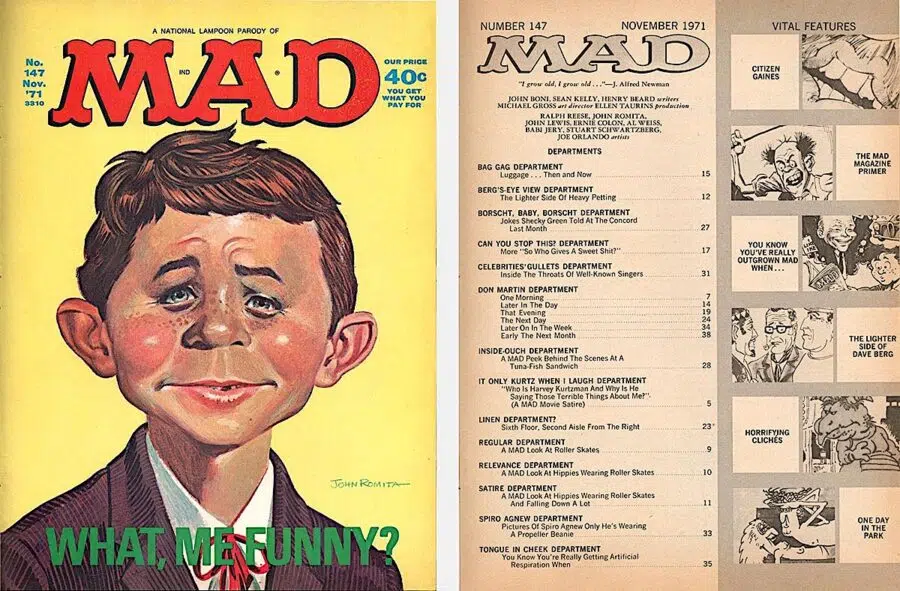 A NATIONAL LAMPOON PARODY OF
MAD
IND
No.
147
Nov.
'71
3310
OUR PRICE
40c
YOU GET
WHAT YOU
PAY FOR
JOHN ROMITA
WHAT, ME FUNNY?
NUMBER 147 NOVEMBER 1971
MAD
"I grow old, I grow old . . ."—J. Alfred Newman
JOHN BONI, SEAN KELLY, HENRY BEARD writers
MICHAEL GROSS art director ELLEN TAURINS production
RALPH REESE, JOHN ROMITA,
JOHN LEWIS, ERNIE COLON, AL WEISS,
BABI JERY, STUART SCHWARTZBERG,
JOE ORLANDO artists
DEPARTMENTS
BAG GAG DEPARTMENT
Luggage . . . Then and Now 15
BERG'S-EYE VIEW DEPARTMENT
The Lighter Side Of Heavy Petting 12
BORSCHT, BABY, BORSCHT DEPARTMENT
Jokes Shecky Green Told At The Concord
Last Month 27
CAN YOU STOP THIS? DEPARTMENT
More "So Who Gives A Sweet Shit?" 17
CELEBRITIES' GULLETS DEPARTMENT
Inside The Throats Of Well-Known Singers 31
DON MARTIN DEPARTMENT
One Morning 7
Later In The Day 14
That Evening 19
The Next Day 24
Later On In The Week 34
Early The Next Month 38
INSIDE-OUCH DEPARTMENT
A MAD Peek Behind The Scenes At A
Tuna-Fish Sandwich 28
IT ONLY KURTZ WHEN I LAUGH DEPARTMENT
"Who Is Harvey Kurtzman And Why Is He
Saying Those Terrible Things About Me?"
(A MAD Movie Satire) 5
LINEN DEPARTMENT?
Sixth Floor, Second Aisle From The Right 23
REGULAR DEPARTMENT
A MAD Look At Roller Skates 9
RELEVANCE DEPARTMENT
A MAD Look At Hippies Wearing Roller Skates 10
SATIRE DEPARTMENT
A MAD Look At Hippies Wearing Roller Skates
And Falling Down A Lot 11
SPIRO AGNEW DEPARTMENT
Pictures Of Spiro Agnew Only He's Wearing
A Propeller Beanie 33
TONGUE IN CHEEK DEPARTMENT
You Know You're Really Getting Artificial
Respiration When 35
VITAL FEATURES
CITIZEN
GAINES
THE MAD
MAGAZINE
PRIMER
YOU KNOW
YOU'VE REALLY
OUTGROWN MAD
WHEN . . .
THE LIGHTER
SIDE OF
DAVE BERG
HORRIFYING
CLICHÉS
ONE DAY
IN THE
PARK